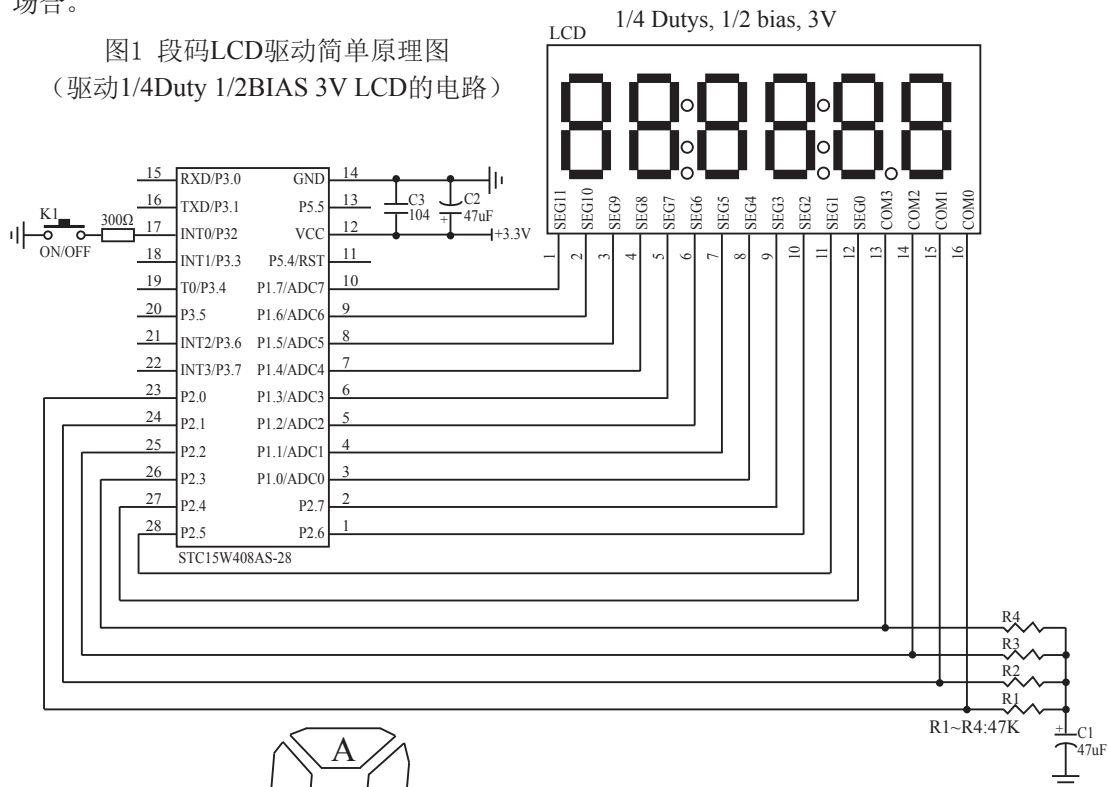 场合。
1/4 Dutys, 1/2 bias, 3V
图1 段码LCD驱动简单原理图
（驱动1/4Duty 1/2BIAS 3V LCD的电路）
LCD
SEG11
SEG10
SEG9
SEG8
SEG7
SEG6
SEG5
SEG4
SEG3
SEG2
SEG1
SEG0
COM3
COM2
COM1
COM0
1
2
3
4
5
6
7
8
9
10
11
12
13
14
15
16
15 RXD/P3.0 GND 14
16 TXD/P3.1 P5.5 13
17 INT0/P32 VCC 12
18 INT1/P3.3 P5.4/RST 11
19 T0/P3.4 P1.7/ADC7 10
20 P3.5 P1.6/ADC6 9
21 INT2/P3.6 P1.5/ADC5 8
22 INT3/P3.7 P1.4/ADC4 7
23 P2.0 P1.3/ADC3 6
24 P2.1 P1.2/ADC2 5
25 P2.2 P1.1/ADC1 4
26 P2.3 P1.0/ADC0 3
27 P2.4 P2.7 2
28 P2.5 P2.6 1
STC15W408AS-28
K1
300Ω
ON/OFF
C3
104
C2
+
47uF
+3.3V
R4
R3
R2
R1
R1~R4:47K
+
C1
47uF
A